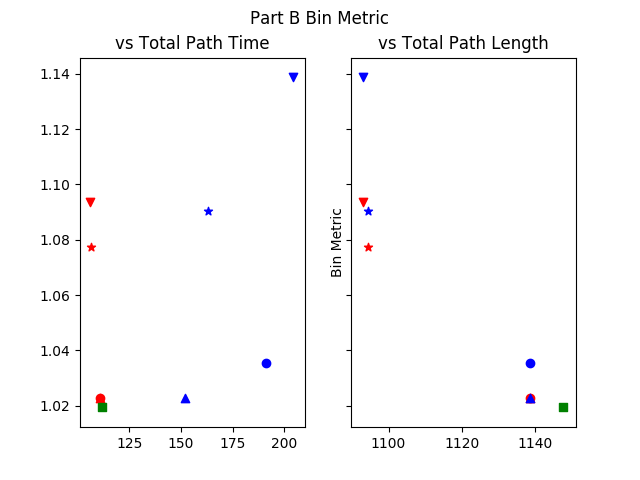 Part B Bin Metric
vs Total Path Time
vs Total Path Length
1.14
1.12
1.10
1.08
1.06
1.04
1.02
Bin Metric
125 150 175 200
1100 1120 1140